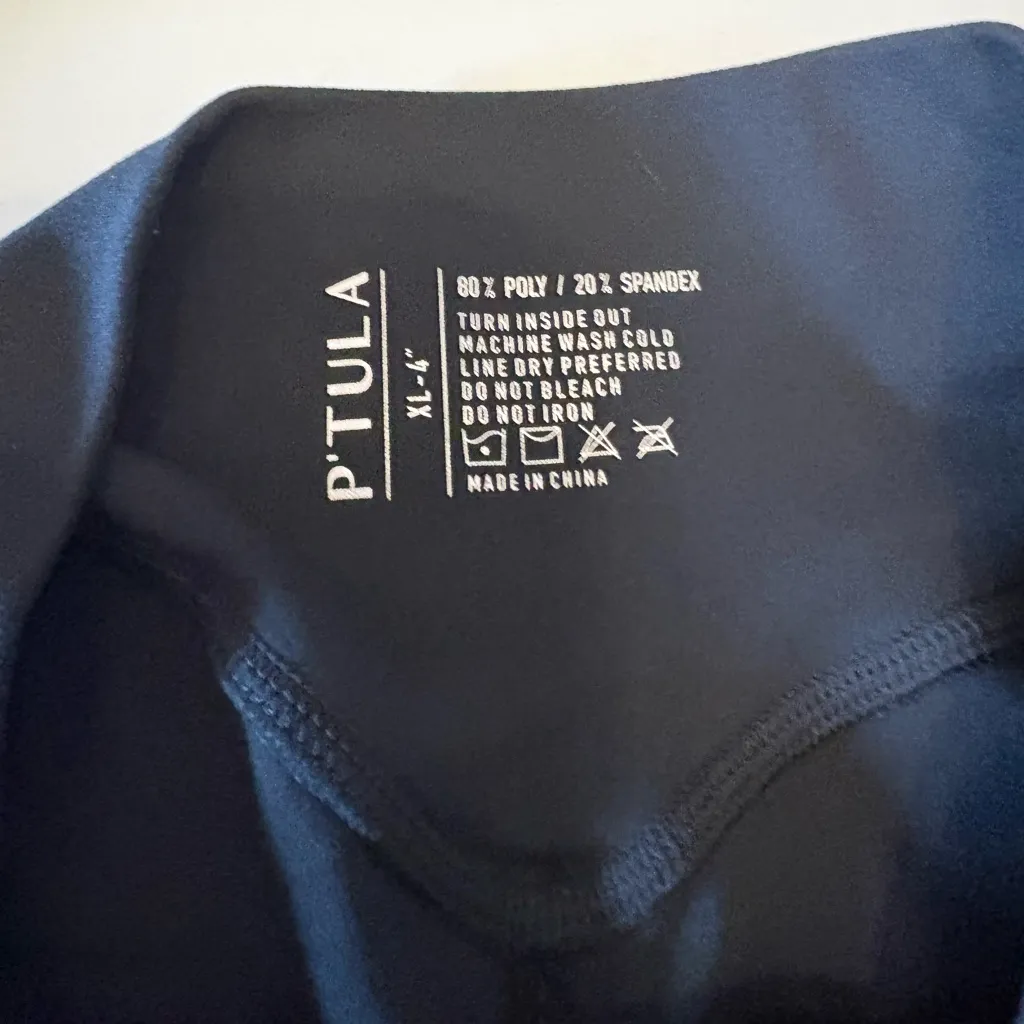 P'TULA
XL-4"
80% POLY / 20% SPANDEX
TURN INSIDE OUT
MACHINE WASH COLD
LINE DRY PREFERRED
DO NOT BLEACH
DO NOT IRON
MADE IN CHINA